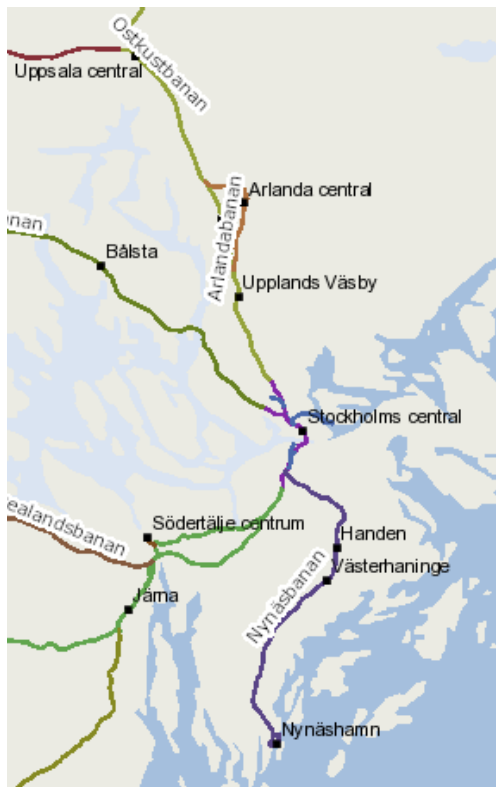 Ostkustbanan
Uppsala central
Arlanda central
Arlandabanan
anan
Bålsta
Upplands Väsby
Stockholms central
ealandsbanan
Södertälje centrum
Handen
Västerhaninge
Nynäsbanan
Järna
Nynäshamn